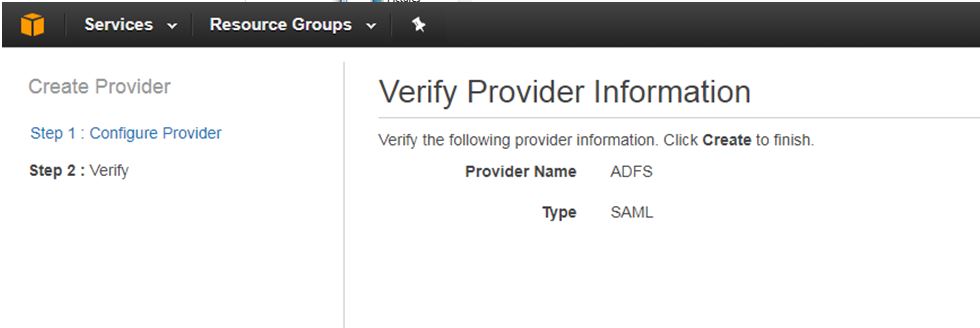 Services
Resource Groups
Create Provider
Step 1 : Configure Provider
Step 2 : Verify
Verify Provider Information
Verify the following provider information. Click Create to finish.
Provider Name ADFS
Type SAML